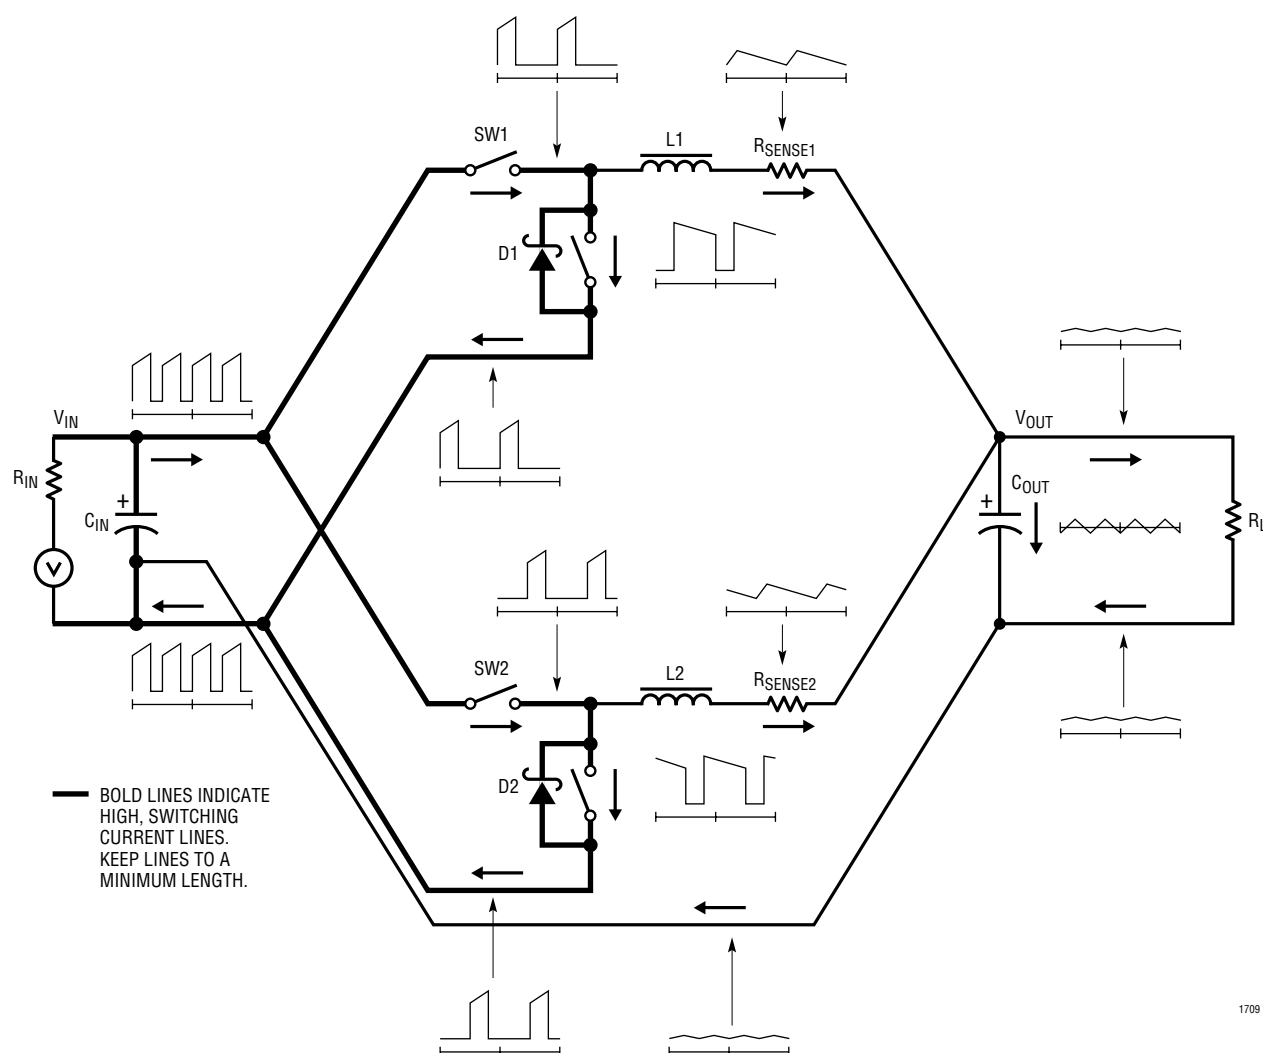 SW1
L1
RSENSE1
D1
VIN
VOUT
RIN
+
CIN
+
COUT
RL
V
SW2
L2
RSENSE2
D2
BOLD LINES INDICATE
HIGH, SWITCHING
CURRENT LINES.
KEEP LINES TO A
MINIMUM LENGTH.
1709